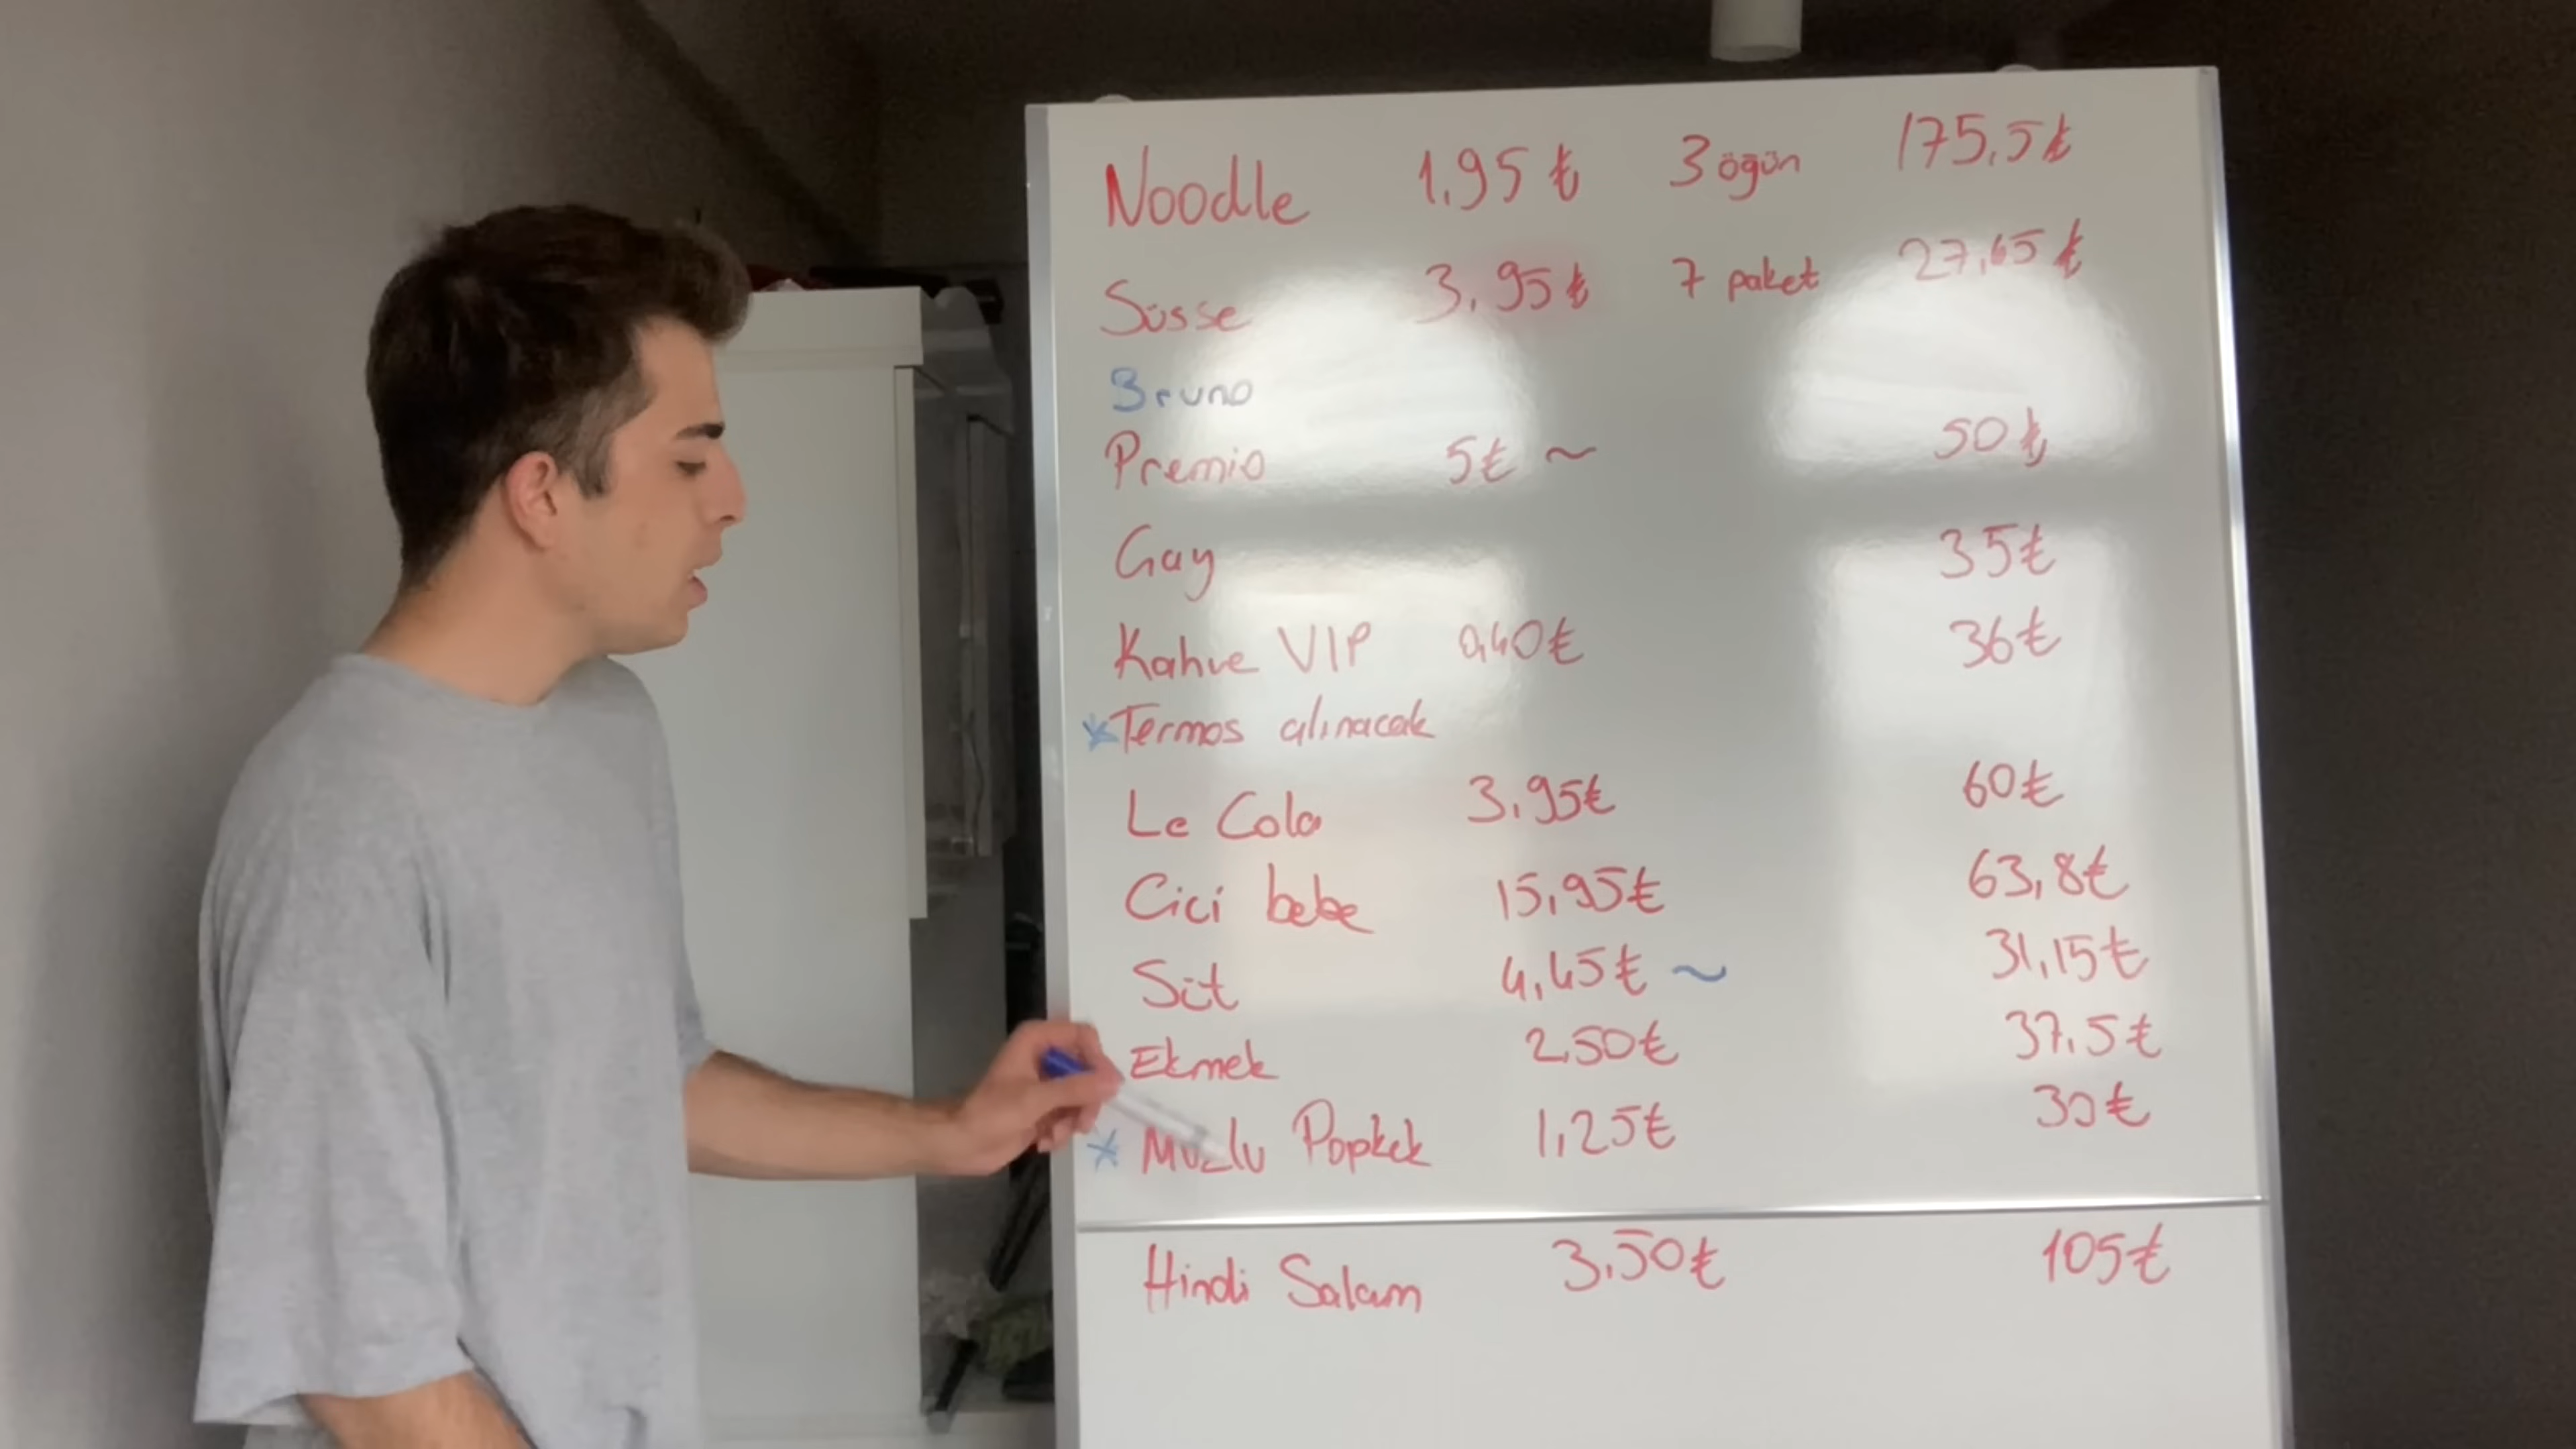 Noodle 1,95 ₺ 3 öğün 175,5 ₺
Süsse 3,95 ₺ 7 paket 27,65 ₺
Bruno
Premio 5 ₺ ~ 50 ₺
Çay 35 ₺
Kahve VIP 0,40 ₺ 36 ₺
*Termos alınacak
Le Cola 3,95 ₺ 60 ₺
Cici bebe 15,95 ₺ 63,8 ₺
Süt 4,45 ₺ ~ 31,15 ₺
Ekmek 2,50 ₺ 37,5 ₺
* Muzlu Popkek 1,25 ₺ 30 ₺
Hindi Salam 3,50 ₺ 105 ₺